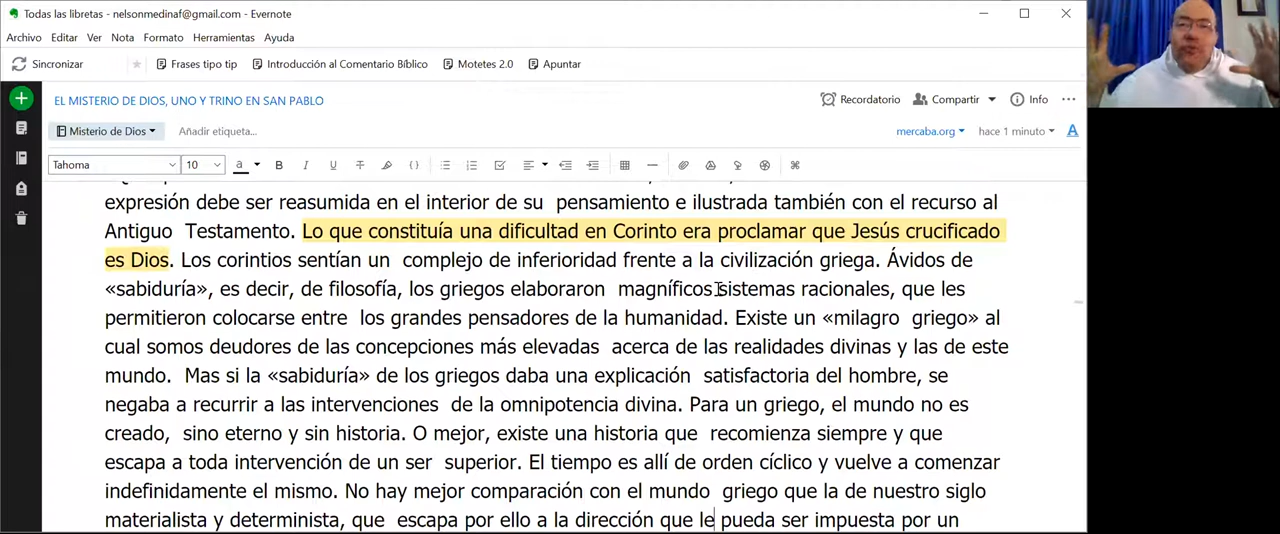 Todas las libretas - nelsonmedinaf@gmail.com - Evernote
Archivo Editar Ver Nota Formato Herramientas Ayuda
Sincronizar Frases tipo tip Introducción al Comentario Bíblico Motetes 2.0 Apuntar
EL MISTERIO DE DIOS, UNO Y TRINO EN SAN PABLO Recordatorio Compartir Info
Misterio de Dios Añadir etiqueta... mercaba.org hace 1 minuto
Tahoma 10 a B I U T
expresión debe ser reasumida en el interior de su pensamiento e ilustrada también con el recurso al
Antiguo Testamento. Lo que constituía una dificultad en Corinto era proclamar que Jesús crucificado
es Dios. Los corintios sentían un complejo de inferioridad frente a la civilización griega. Ávidos de
«sabiduría», es decir, de filosofía, los griegos elaboraron magníficos sistemas racionales, que les
permitieron colocarse entre los grandes pensadores de la humanidad. Existe un «milagro griego» al
cual somos deudores de las concepciones más elevadas acerca de las realidades divinas y las de este
mundo. Mas si la «sabiduría» de los griegos daba una explicación satisfactoria del hombre, se
negaba a recurrir a las intervenciones de la omnipotencia divina. Para un griego, el mundo no es
creado, sino eterno y sin historia. O mejor, existe una historia que recomienza siempre y que
escapa a toda intervención de un ser superior. El tiempo es allí de orden cíclico y vuelve a comenzar
indefinidamente el mismo. No hay mejor comparación con el mundo griego que la de nuestro siglo
materialista y determinista, que escapa por ello a la dirección que le pueda ser impuesta por un